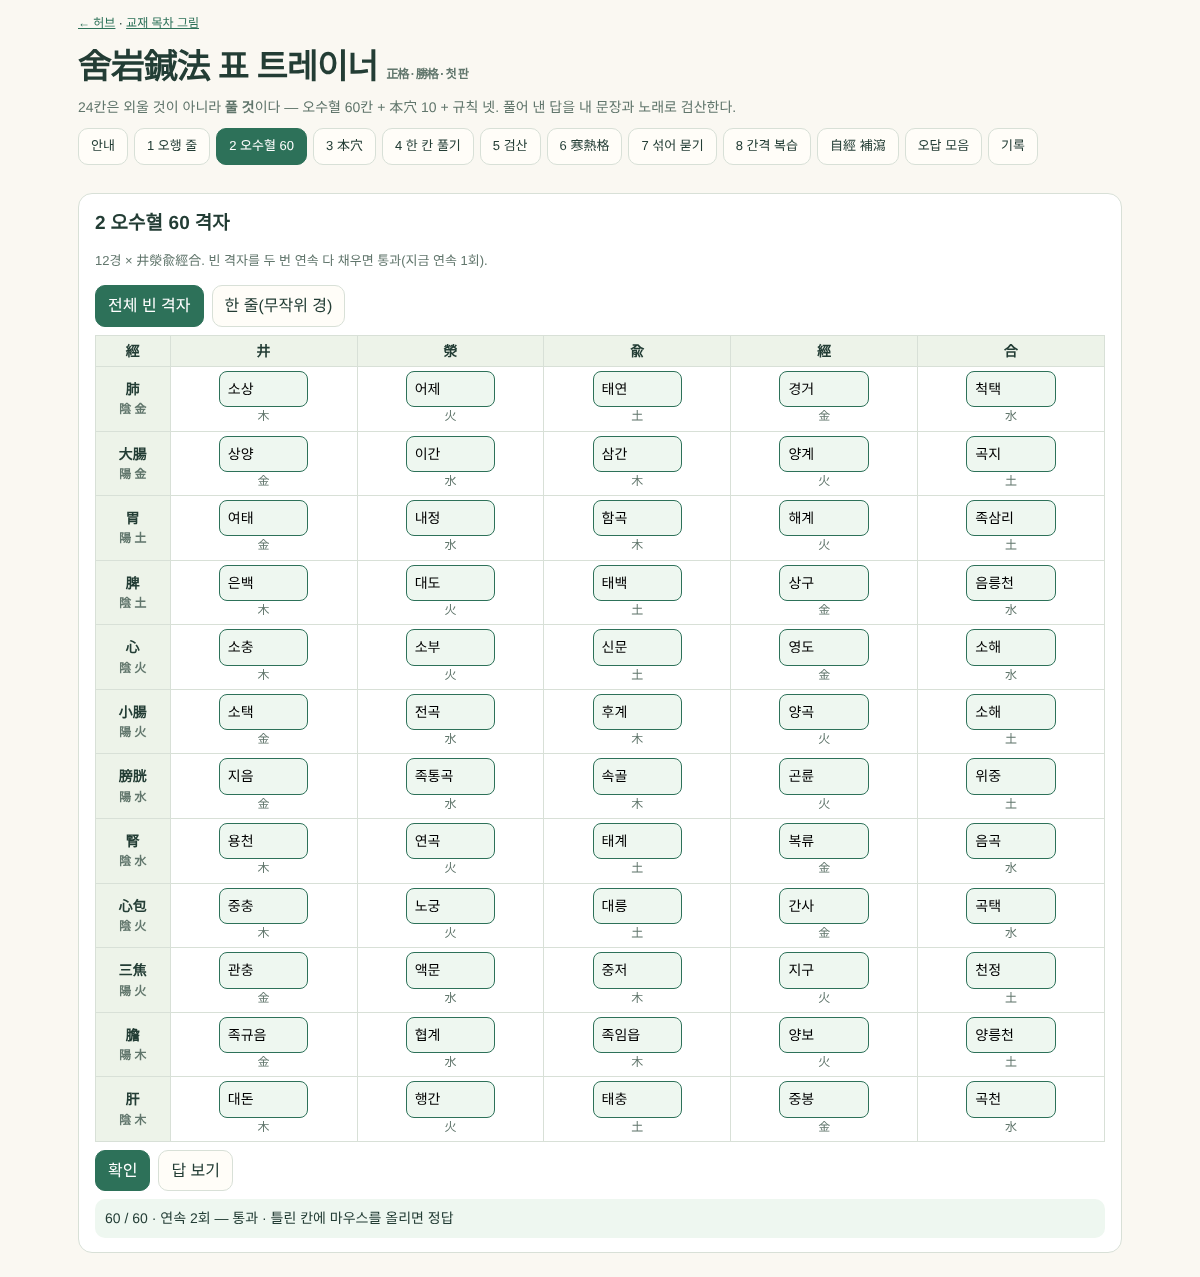 ← 허브 · 교재 목차 그림
舍岩鍼法 표 트레이너 正格·勝格·첫 판
24칸은 외울 것이 아니라 풀 것이다 — 오수혈 60칸 + 本穴 10 + 규칙 넷. 풀어 낸 답을 내 문장과 노래로 검산한다.
안내 1 오행 줄 2 오수혈 60 3 本穴 4 한 칸 풀기 5 검산 6 寒熱格 7 섞어 묻기 8 간격 복습 自經 補瀉 오답 모음 기록
2 오수혈 60 격자
12경 × 井滎兪經合. 빈 격자를 두 번 연속 다 채우면 통과(지금 연속 1회).
전체 빈 격자 한 줄(무작위 경)
經 井 滎 兪 經 合
肺 소상 어제 태연 경거 척택
陰 金 木 火 土 金 水
大腸 상양 이간 삼간 양계 곡지
陽 金 金 水 木 火 土
胃 여태 내정 함곡 해계 족삼리
陽 土 金 水 木 火 土
脾 은백 대도 태백 상구 음릉천
陰 土 木 火 土 金 水
心 소충 소부 신문 영도 소해
陰 火 木 火 土 金 水
小腸 소택 전곡 후계 양곡 소해
陽 火 金 水 木 火 土
膀胱 지음 족통곡 속골 곤륜 위중
陽 水 金 水 木 火 土
腎 용천 연곡 태계 복류 음곡
陰 水 木 火 土 金 水
心包 중충 노궁 대릉 간사 곡택
陰 火 木 火 土 金 水
三焦 관충 액문 중저 지구 천정
陽 火 金 水 木 火 土
膽 족규음 협계 족임읍 양보 양릉천
陽 木 金 水 木 火 土
肝 대돈 행간 태충 중봉 곡천
陰 木 木 火 土 金 水
확인 답 보기
60 / 60 · 연속 2회 — 통과 · 틀린 칸에 마우스를 올리면 정답